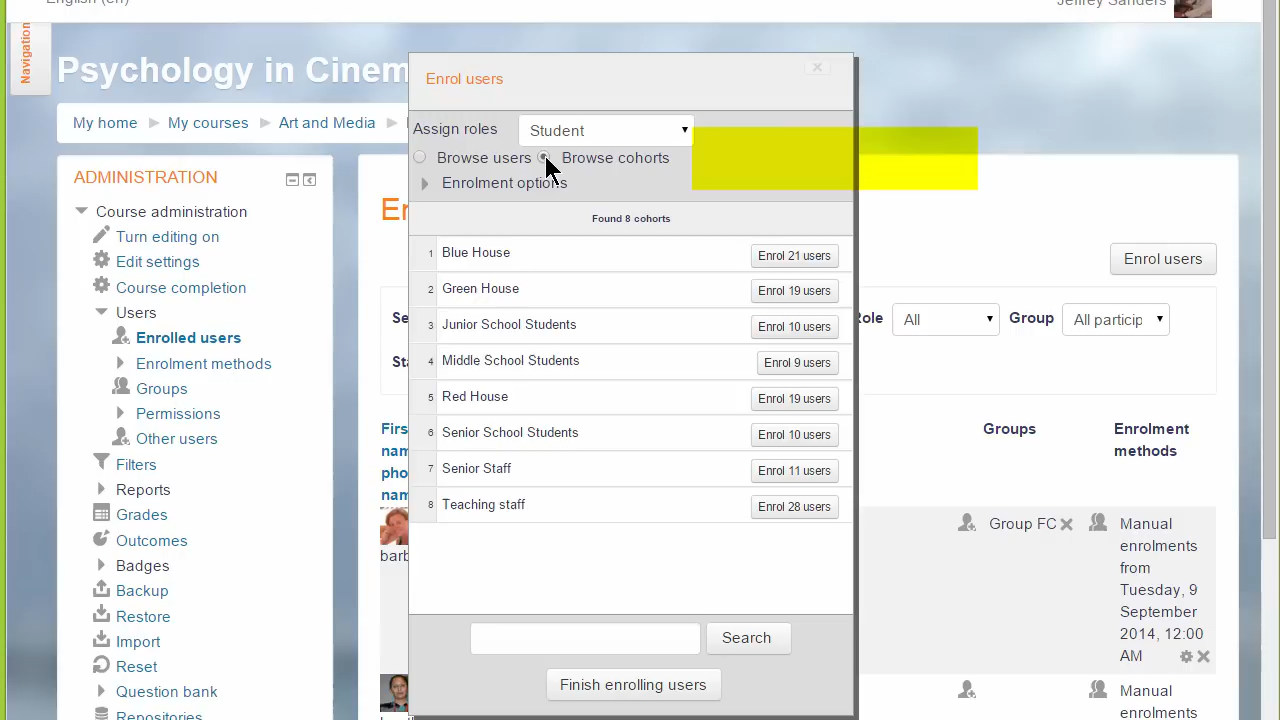 English (en)
Jeffrey Sanders
Navigation
Psychology in Cinem
My home
My courses
Art and Media
ADMINISTRATION
Course administration
Turn editing on
Edit settings
Course completion
Users
Enrolled users
Enrolment methods
Groups
Permissions
Other users
Filters
Reports
Grades
Outcomes
Badges
Backup
Restore
Import
Reset
Question bank
Repositories
Enrol users
Assign roles
Student
Browse users
Browse cohorts
Enrolment options
Found 8 cohorts
1 Blue House Enrol 21 users
2 Green House Enrol 19 users
3 Junior School Students Enrol 10 users
4 Middle School Students Enrol 9 users
5 Red House Enrol 19 users
6 Senior School Students Enrol 10 users
7 Senior Staff Enrol 11 users
8 Teaching staff Enrol 28 users
Search
Finish enrolling users
Enrol users
Role All Group All particip
Groups
Enrolment
methods
Group FC
Manual
enrolments
from
Tuesday, 9
September
2014, 12:00
AM
Manual
enrolments